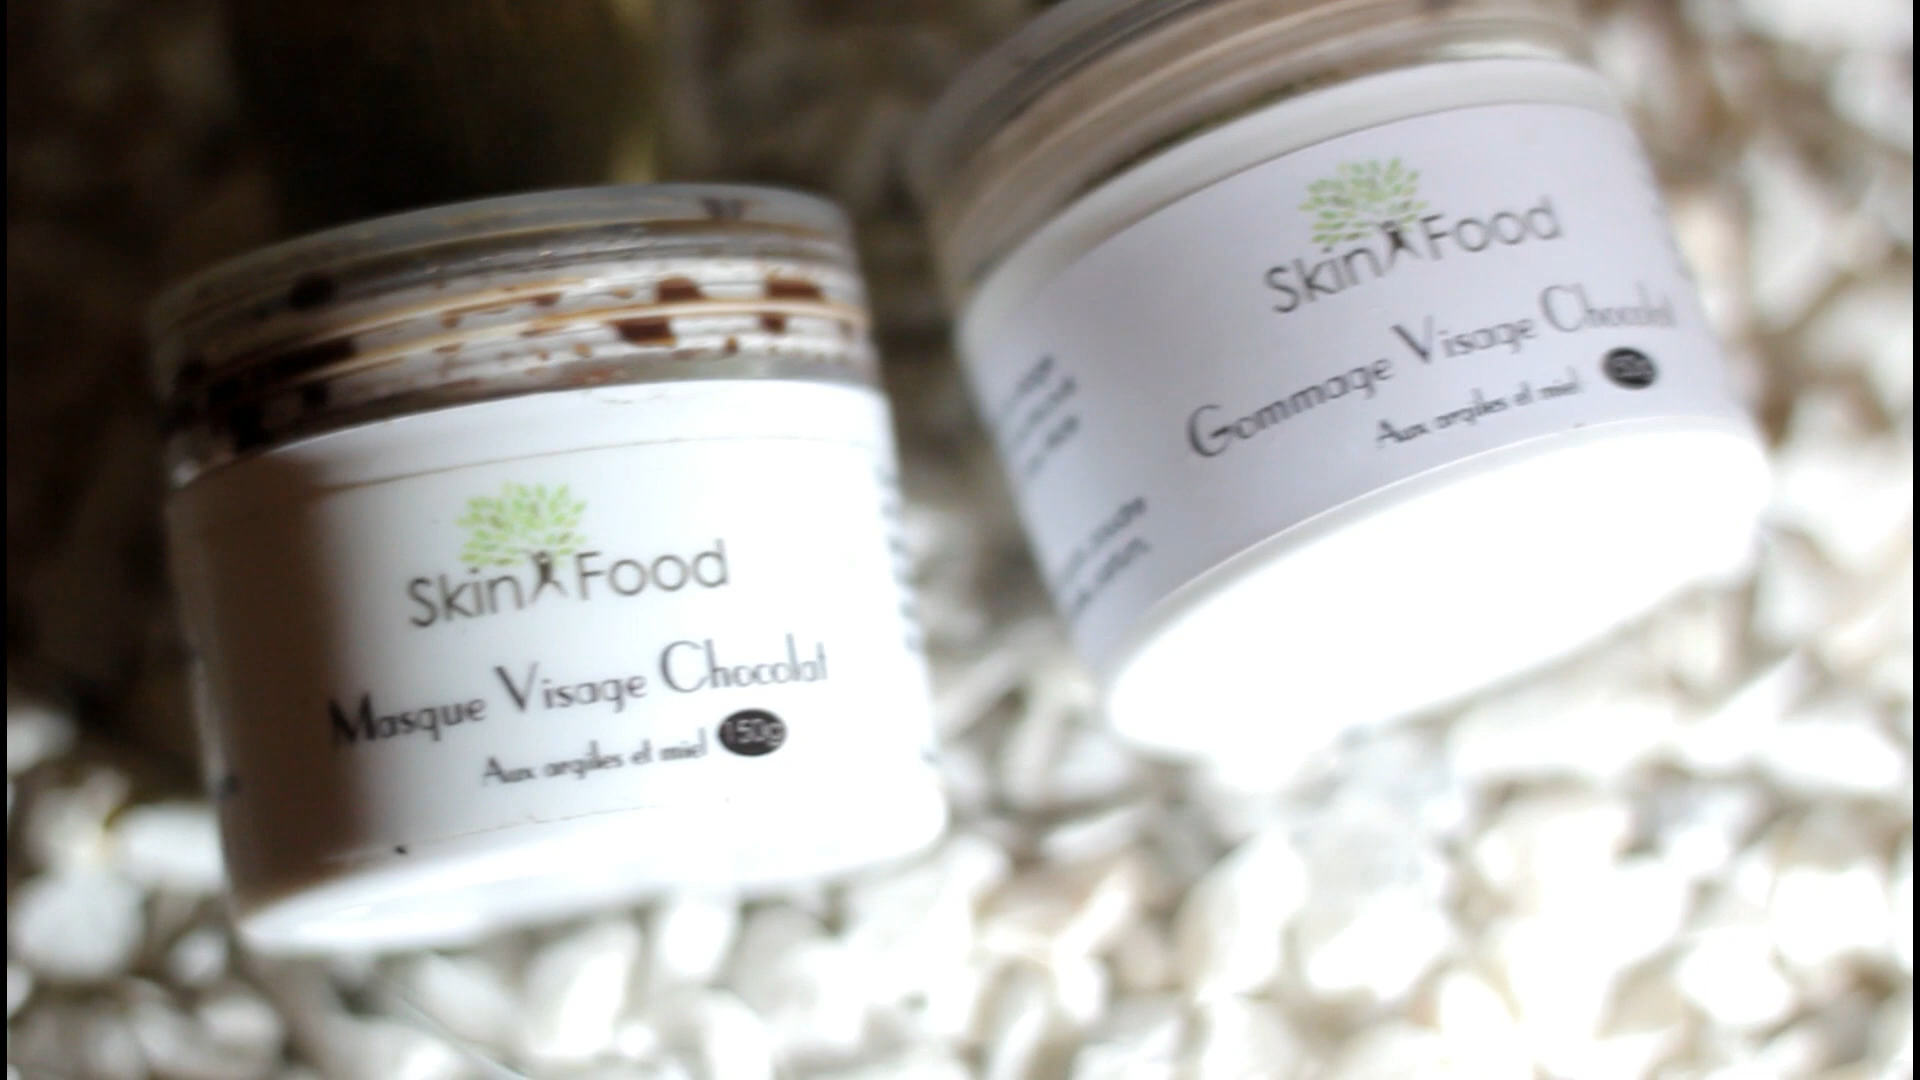 Skin Food
Masque Visage Chocolat
Aux argiles et miel 150g
Skin Food
Gommage Visage Chocolat
Aux argiles et miel